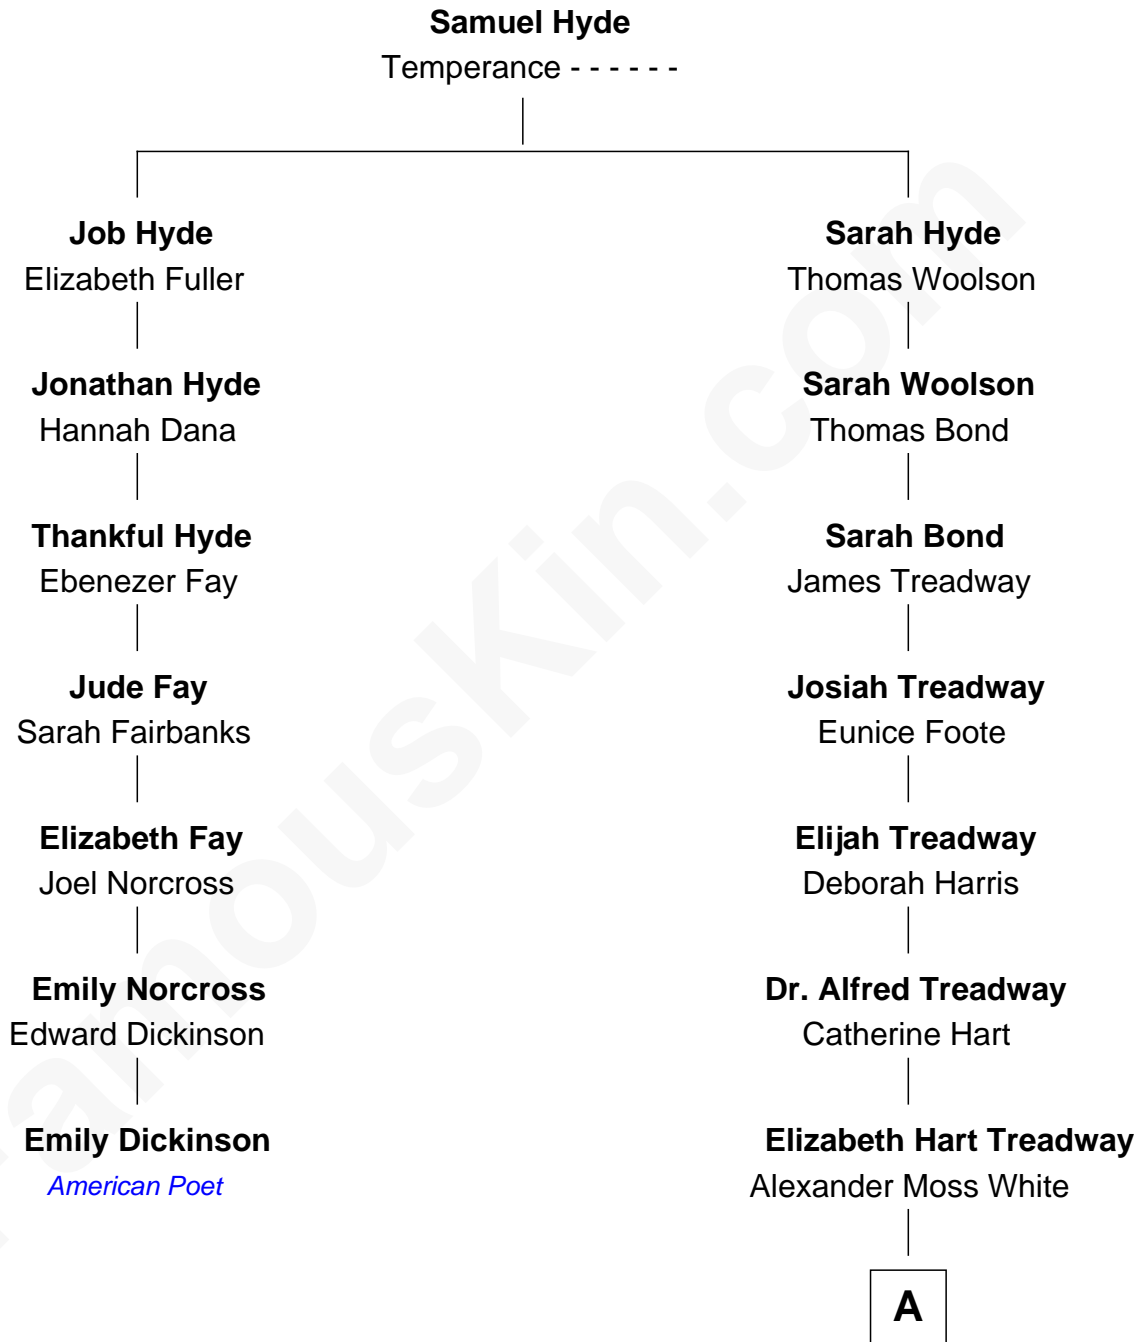 Samuel Hyde
Temperance - - - - - -
Job Hyde
Elizabeth Fuller
Sarah Hyde
Thomas Woolson
Jonathan Hyde
Hannah Dana
Sarah Woolson
Thomas Bond
Thankful Hyde
Ebenezer Fay
Sarah Bond
James Treadway
Jude Fay
Sarah Fairbanks
Josiah Treadway
Eunice Foote
Elizabeth Fay
Joel Norcross
Elijah Treadway
Deborah Harris
Emily Norcross
Edward Dickinson
Dr. Alfred Treadway
Catherine Hart
Emily Dickinson
American Poet
Elizabeth Hart Treadway
Alexander Moss White
A
FamousKin.com